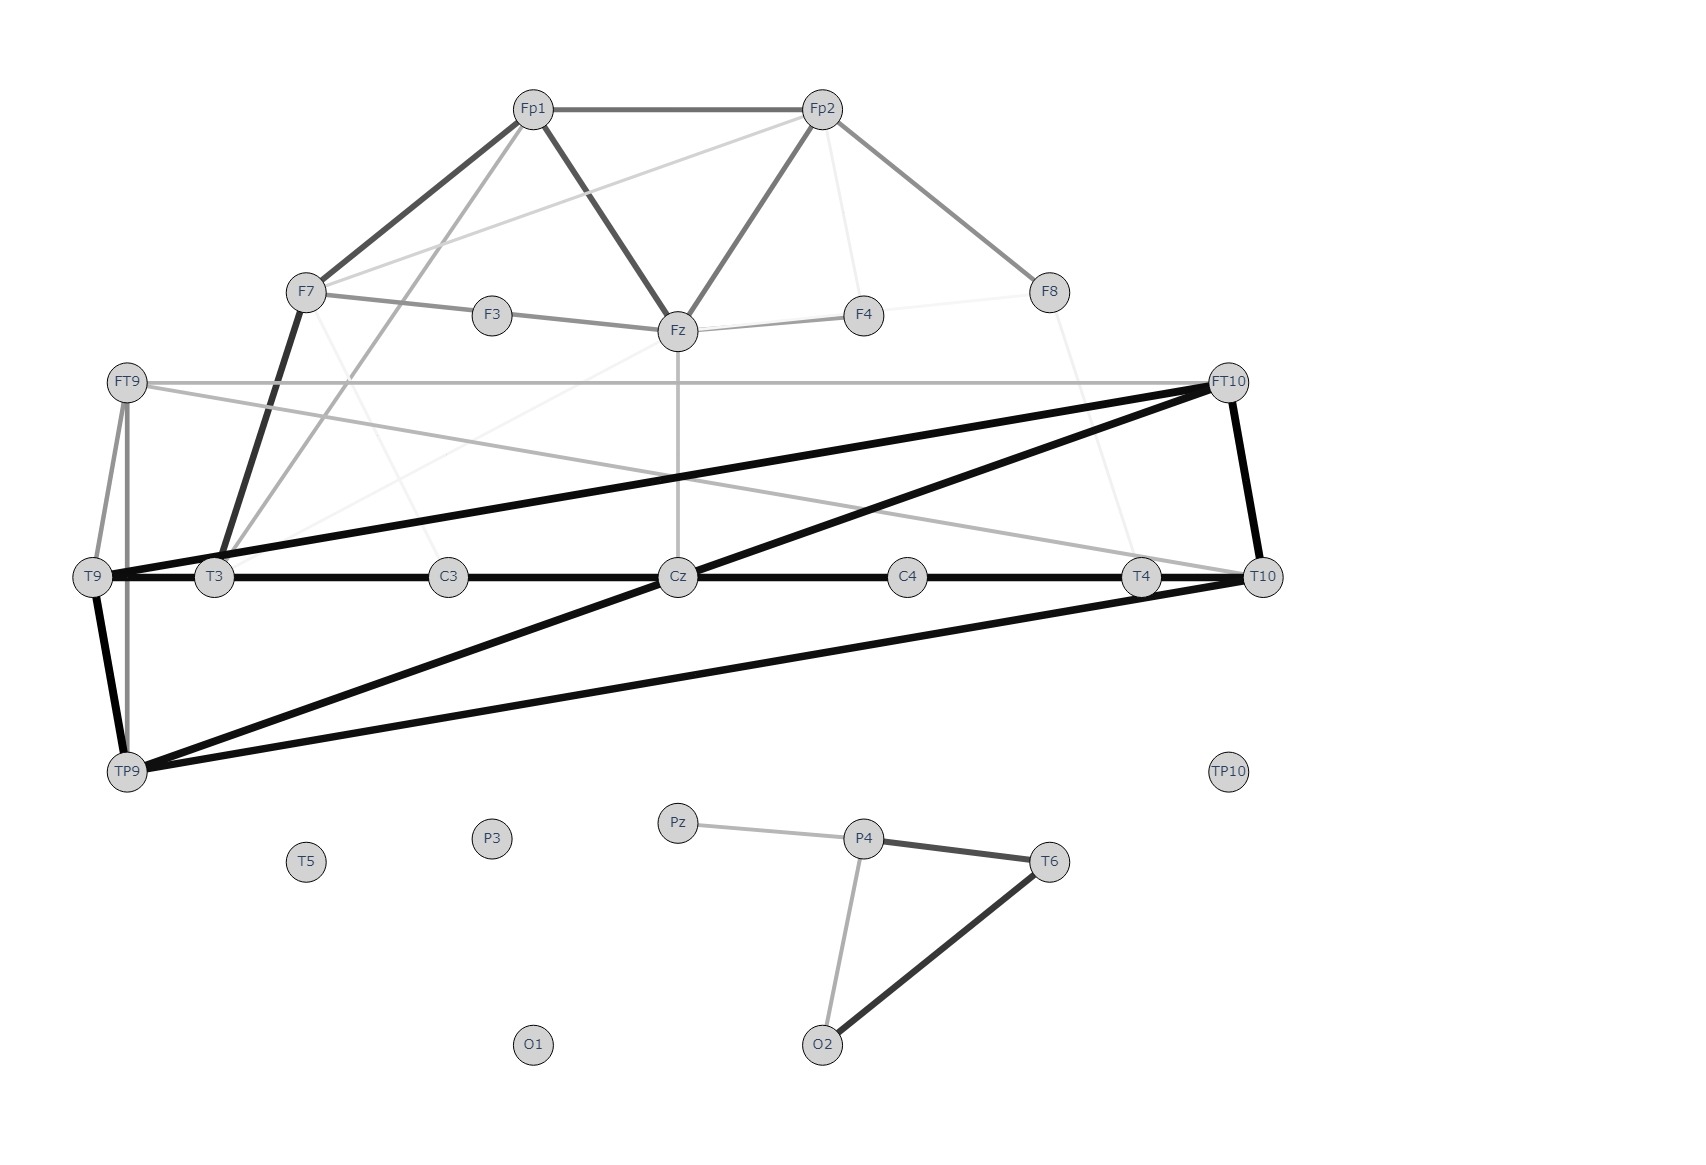 Fp1 Fp2
F7 F3 Fz F4 F8
FT9 FT10
T9 T3 C3 Cz C4 T4 T10
TP9 TP10
T5 P3 Pz P4 T6
O1 O2